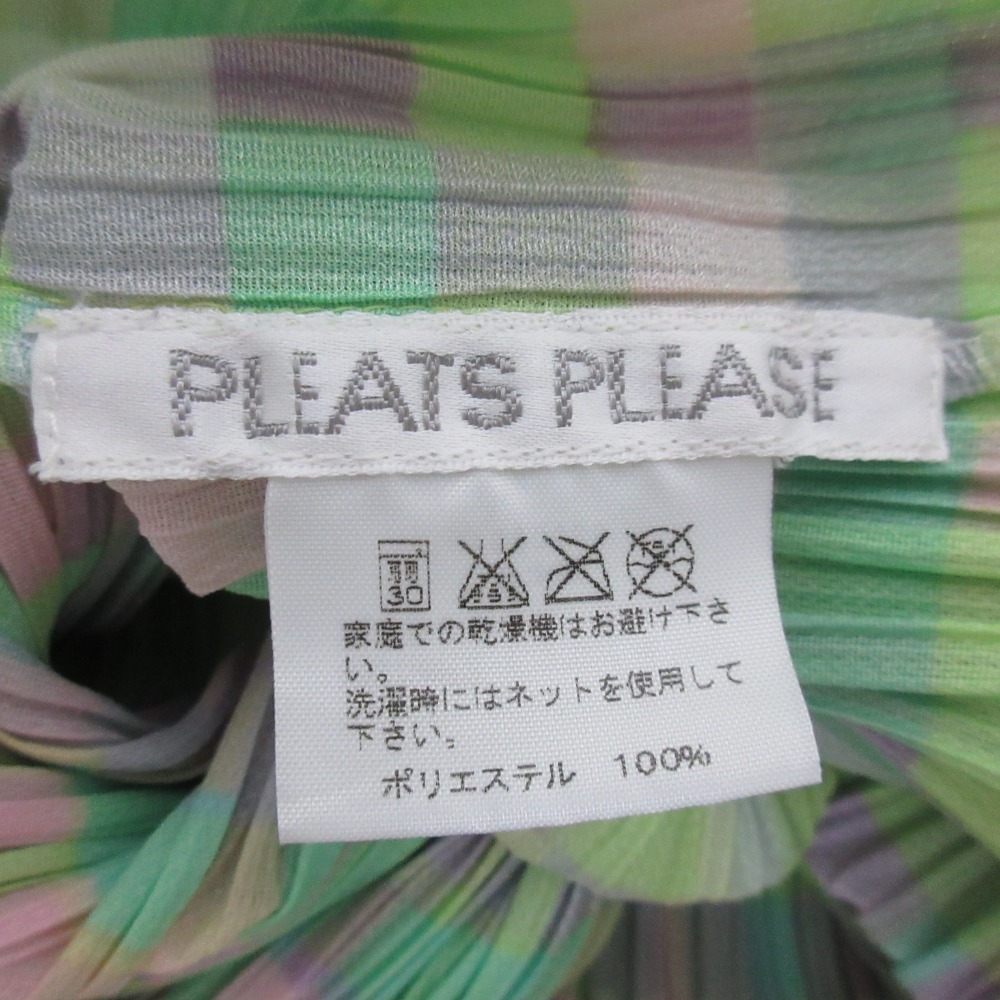 PLEATS PLEASE
30
家庭での乾燥機はお避け下さ
い。
洗濯時にはネットを使用して
下さい。
ポリエステル 100%